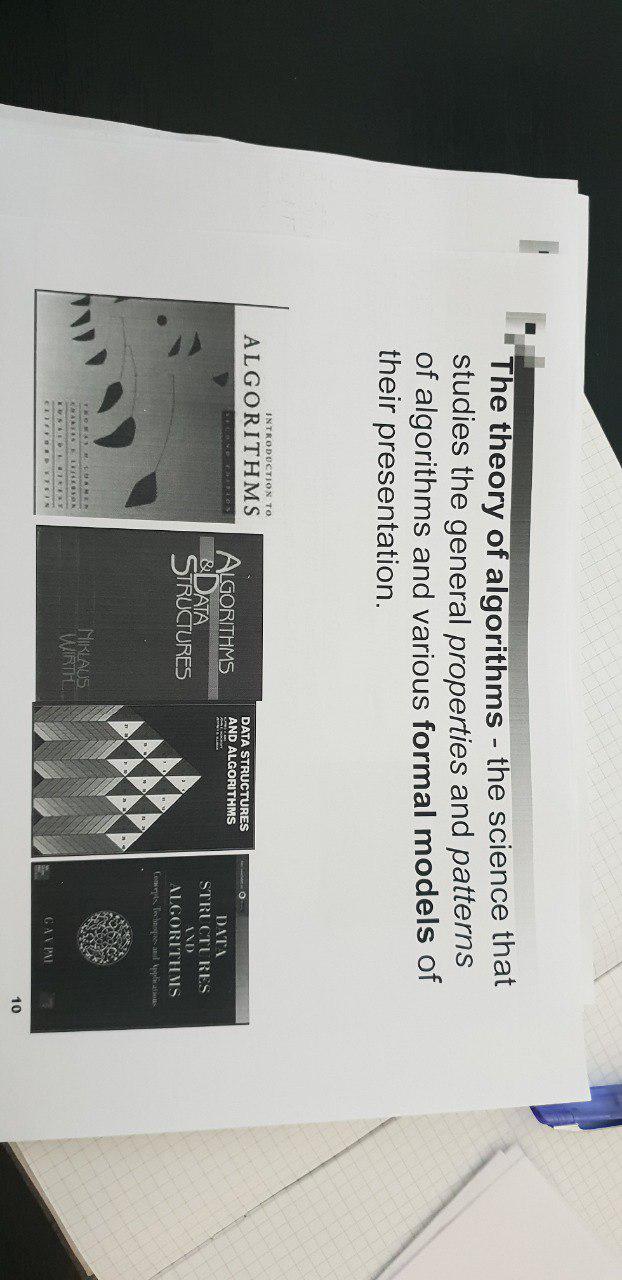 The theory of algorithms - the science that
studies the general properties and patterns
of algorithms and various formal models of
their presentation.
INTRODUCTION TO
ALGORITHMS
SECOND EDITION
THOMAS H. CORMEN
CHARLES E. LEISERSON
RONALD L. RIVEST
CLIFFORD STEIN
ALGORITHMS
& DATA
STRUCTURES
NIKLAUS
WIRTH
DATA STRUCTURES
AND ALGORITHMS
DATA
STRUCTURES
AND
ALGORITHMS
Concepts, Techniques and Applications
G A V PAI
10